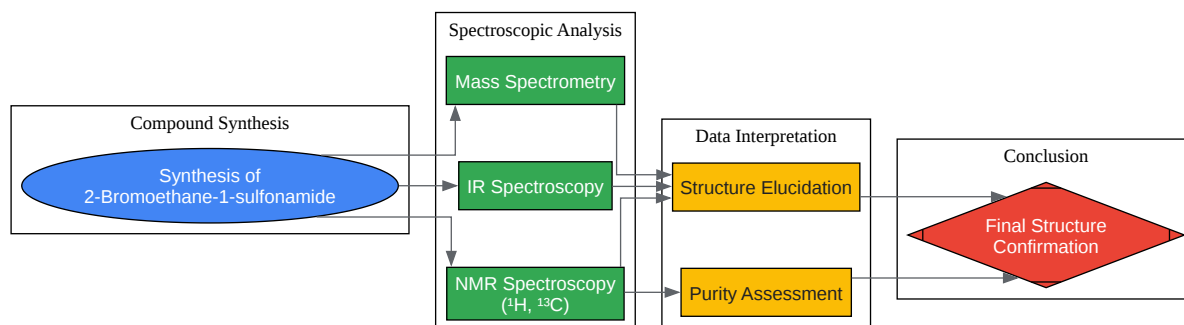 Compound Synthesis
Synthesis of
2-Bromoethane-1-sulfonamide
Spectroscopic Analysis
Mass Spectrometry
IR Spectroscopy
NMR Spectroscopy
(¹H, ¹³C)
Data Interpretation
Structure Elucidation
Purity Assessment
Conclusion
Final Structure
Confirmation